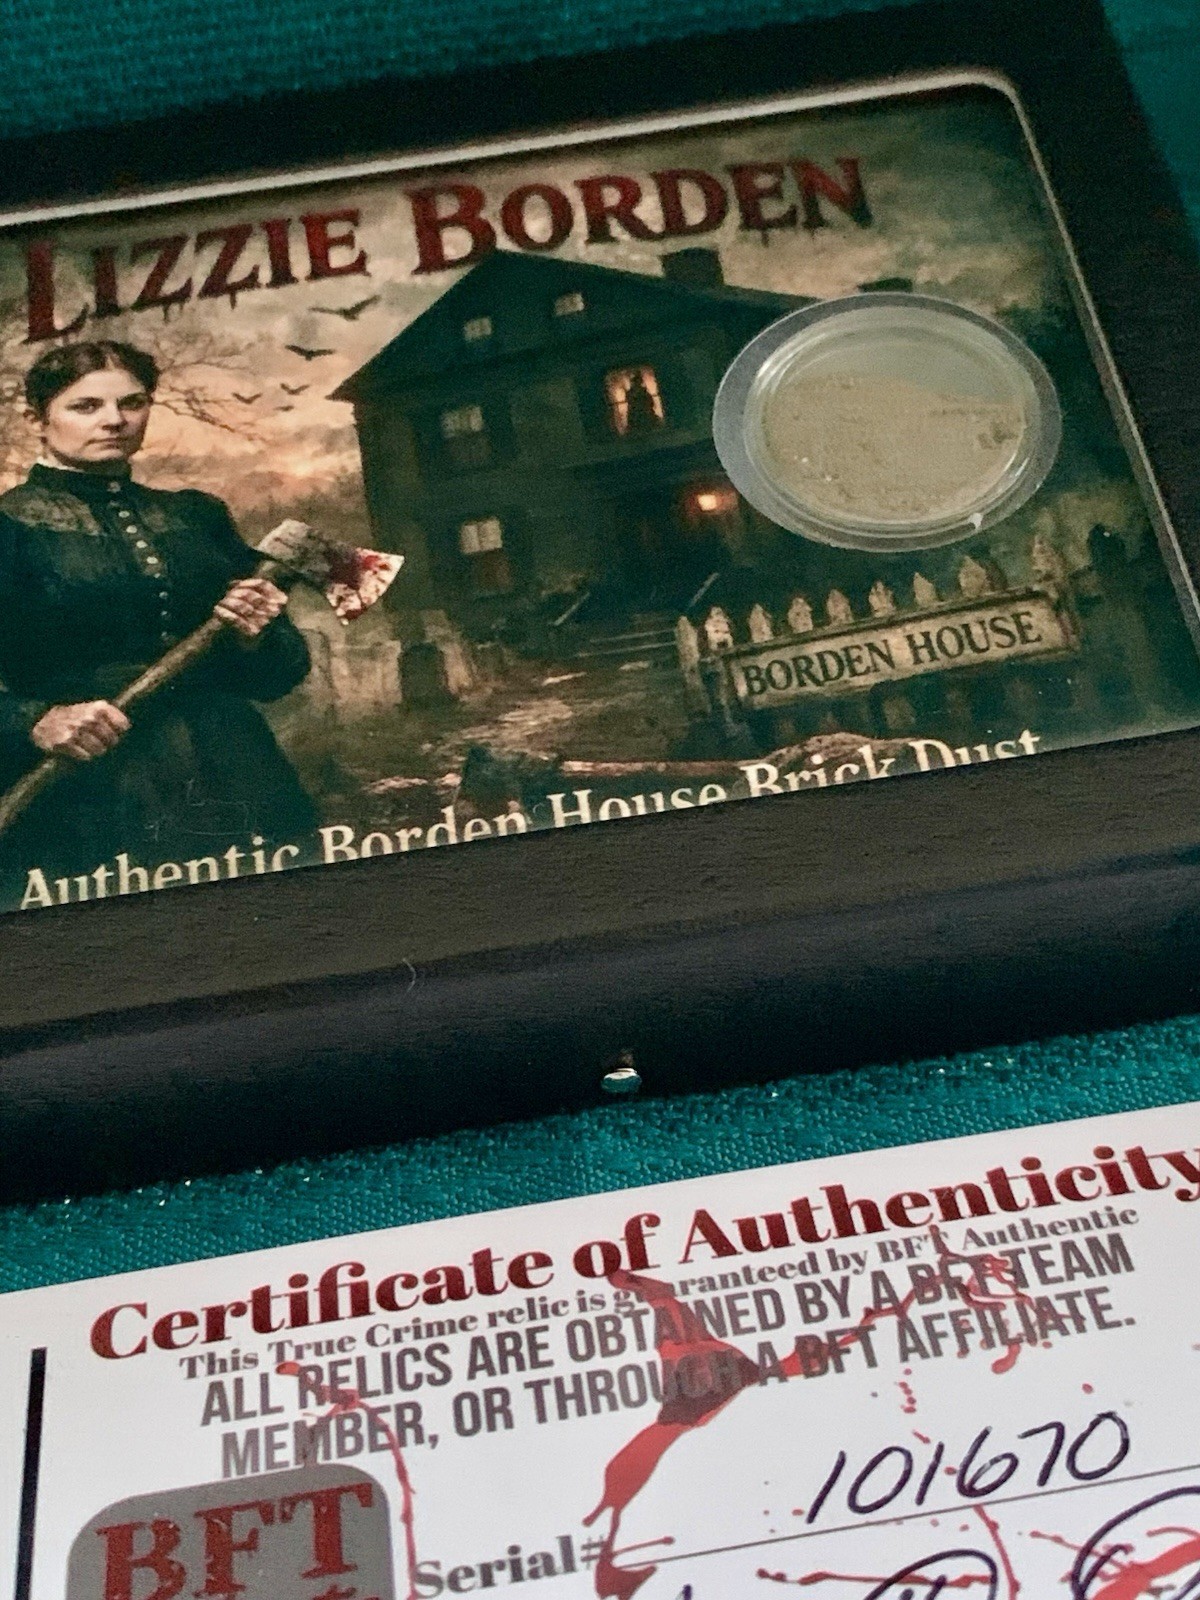 LIZZIE BORDEN
BORDEN HOUSE
Authentic Borden House Brick Dust
Certificate of Authenticity
This True Crime relic is guaranteed by BFT Authentic
ALL RELICS ARE OBTAINED BY A BFT TEAM
MEMBER, OR THROUGH A BFT AFFILIATE.
101670
BFT
Serial#